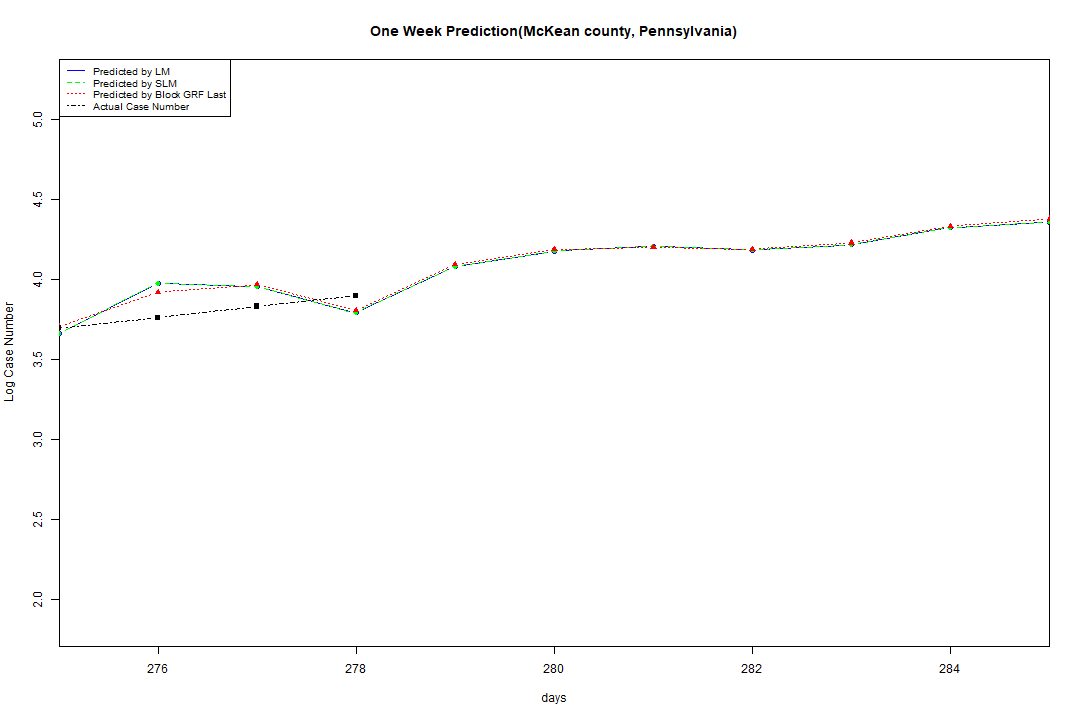 One Week Prediction(McKean county, Pennsylvania)
Predicted by LM
Predicted by SLM
Predicted by Block GRF Last
Actual Case Number
5.0
4.5
4.0
3.5
3.0
2.5
2.0
Log Case Number
276 278 280 282 284
days